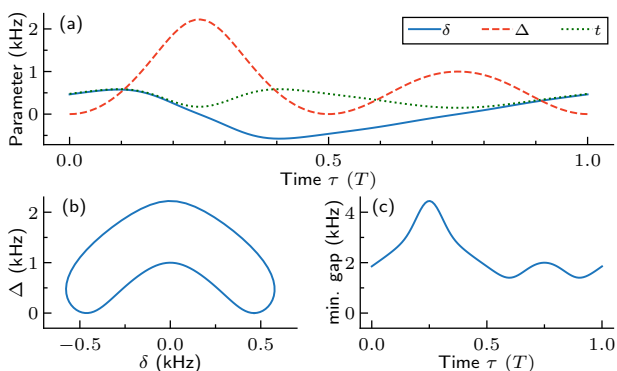 (a)
δ Δ t
Parameter (kHz)
2
1
0
0.0 0.5 1.0
Time τ (T)
(b)
Δ (kHz)
2
1
0
−0.5 0.0 0.5
δ (kHz)
(c)
min. gap (kHz)
4
2
0
0.0 0.5 1.0
Time τ (T)